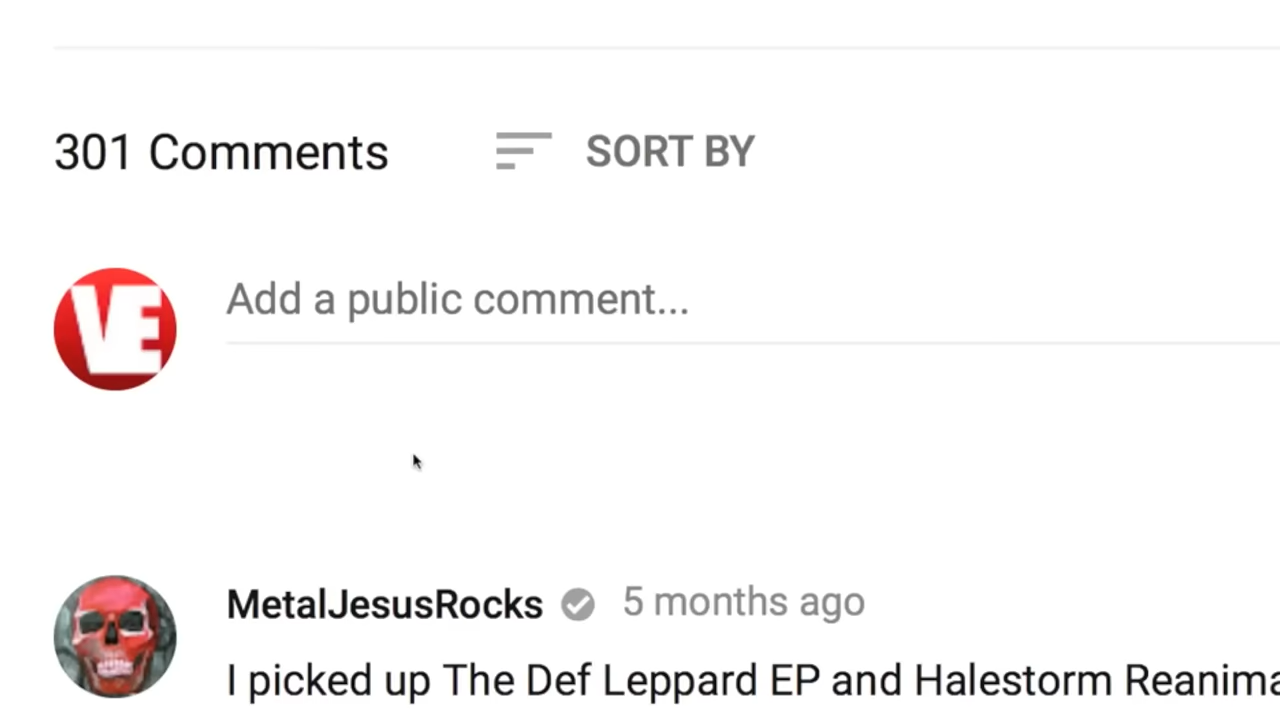 301 Comments
SORT BY
VE
Add a public comment...
MetalJesusRocks
5 months ago
I picked up The Def Leppard EP and Halestorm Reanima